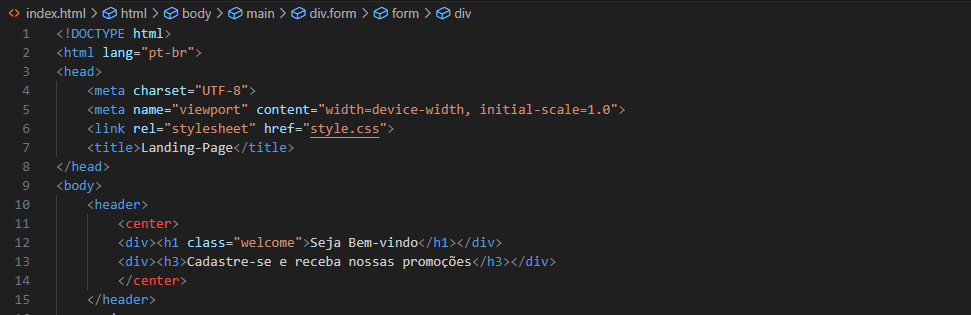 index.html > html > body > main > div.form > form > div
1 <!DOCTYPE html>
2 <html lang="pt-br">
3 <head>
4 <meta charset="UTF-8">
5 <meta name="viewport" content="width=device-width, initial-scale=1.0">
6 <link rel="stylesheet" href="style.css">
7 <title>Landing-Page</title>
8 </head>
9 <body>
10 <header>
11 <center>
12 <div><h1 class="welcome">Seja Bem-vindo</h1></div>
13 <div><h3>Cadastre-se e receba nossas promoções</h3></div>
14 </center>
15 </header>